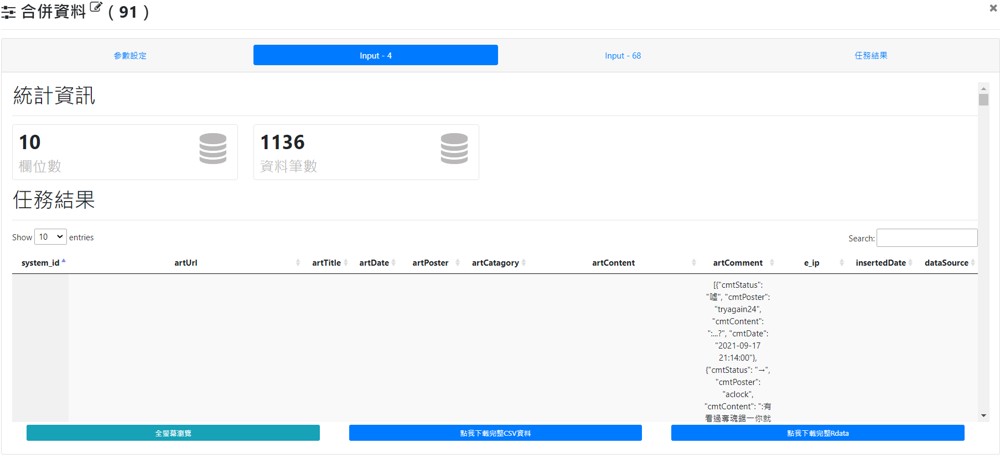 合併資料 ( 91 )
參數設定
Input - 4
Input - 68
任務結果
統計資訊
10
欄位數
1136
資料筆數
任務結果
Show 10 entries
Search:
system_id artUrl artTitle artDate artPoster artCatagory artContent artComment e_ip insertedDate dataSource
[{"cmtStatus":
"噓", "cmtPoster":
"tryagain24",
"cmtContent":
":...?", "cmtDate":
"2021-09-17
21:14:00"},
{"cmtStatus": "→",
"cmtPoster":
"aclock",
"cmtContent": ":有
看過奪魂鋸一你就
全螢幕瀏覽
點我下載完整CSV資料
點我下載完整Rdata